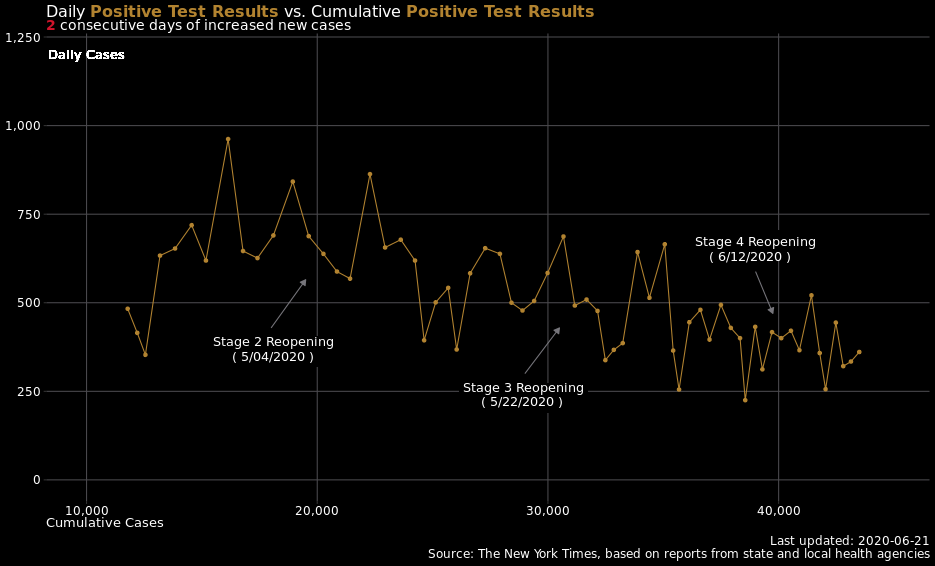 Daily Positive Test Results vs. Cumulative Positive Test Results
2 consecutive days of increased new cases
1,250
Daily Cases
1,000
750
Stage 4 Reopening
( 6/12/2020 )
500
Stage 2 Reopening
( 5/04/2020 )
Stage 3 Reopening
( 5/22/2020 )
250
0
10,000 20,000 30,000 40,000
Cumulative Cases
Last updated: 2020-06-21
Source: The New York Times, based on reports from state and local health agencies